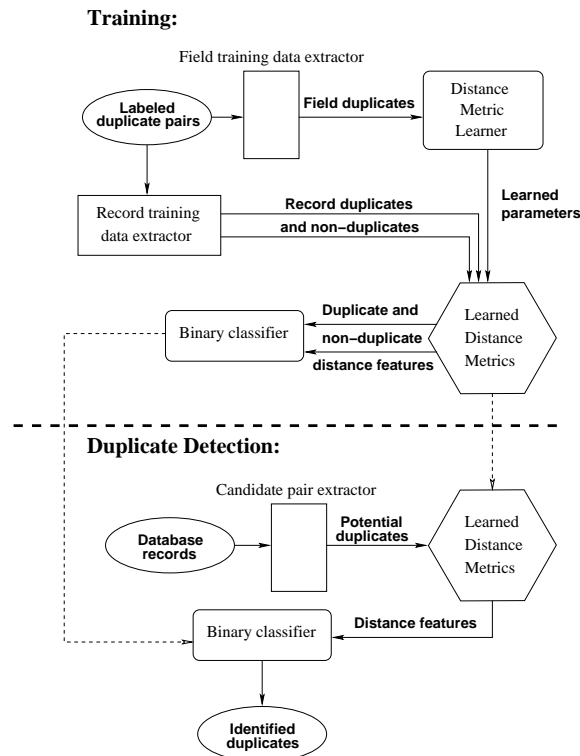 Training:
Field training data extractor
Labeled
duplicate pairs
Field duplicates
Distance
Metric
Learner
Record training
data extractor
Record duplicates
and non−duplicates
Learned
parameters
Binary classifier
Duplicate and
non−duplicate
distance features
Learned
Distance
Metrics
Duplicate Detection:
Candidate pair extractor
Database
records
Potential
duplicates
Learned
Distance
Metrics
Binary classifier
Distance features
Identified
duplicates